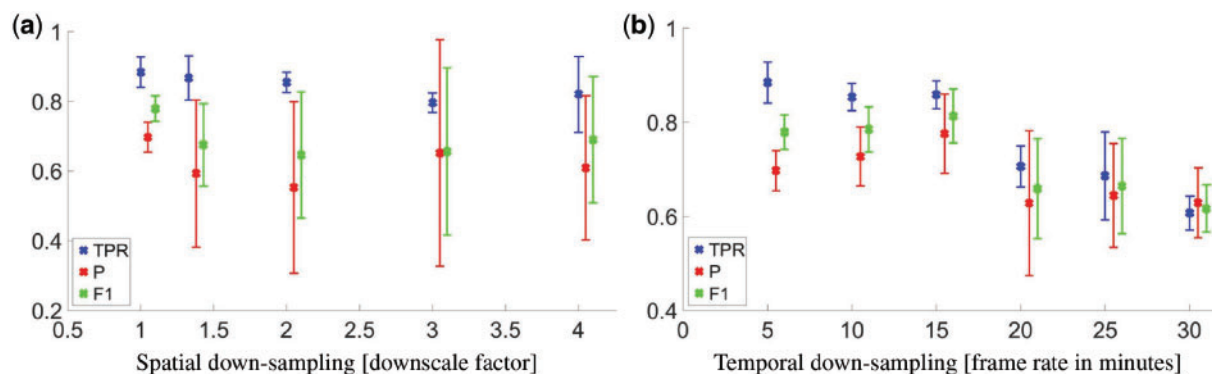 (a)
1
0.8
0.6
0.4
0.2
TPR
P
F1
0.5 1 1.5 2 2.5 3 3.5 4
Spatial down-sampling [downscale factor]
(b)
1
0.8
0.6
0.4
TPR
P
F1
0 5 10 15 20 25 30
Temporal down-sampling [frame rate in minutes]